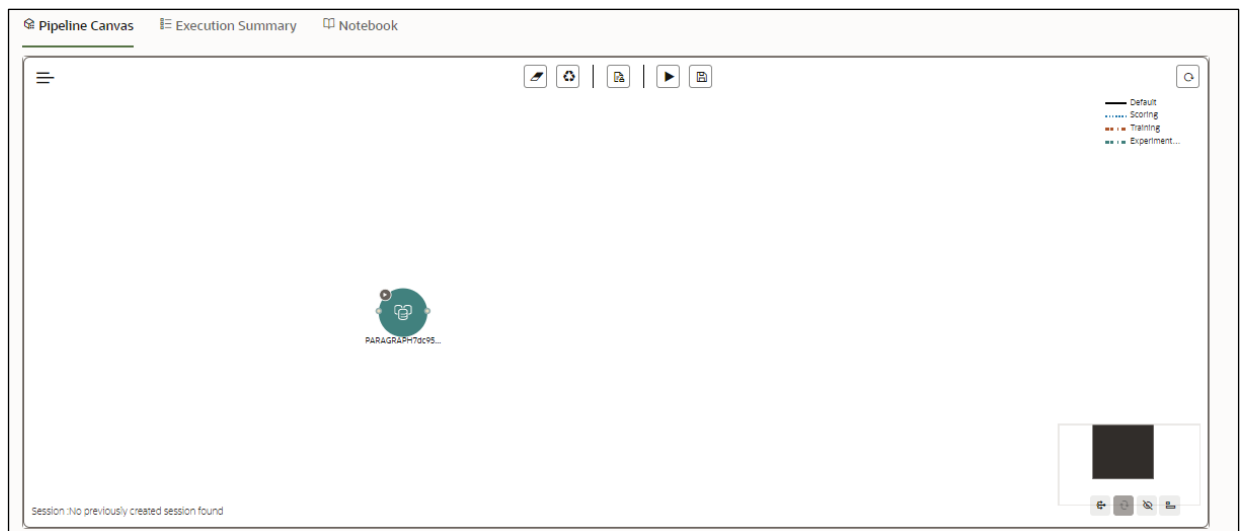 Pipeline Canvas Execution Summary Notebook
Default
Scoring
Training
Experiment...
PARAGRAPH7dc95...
Session :No previously created session found